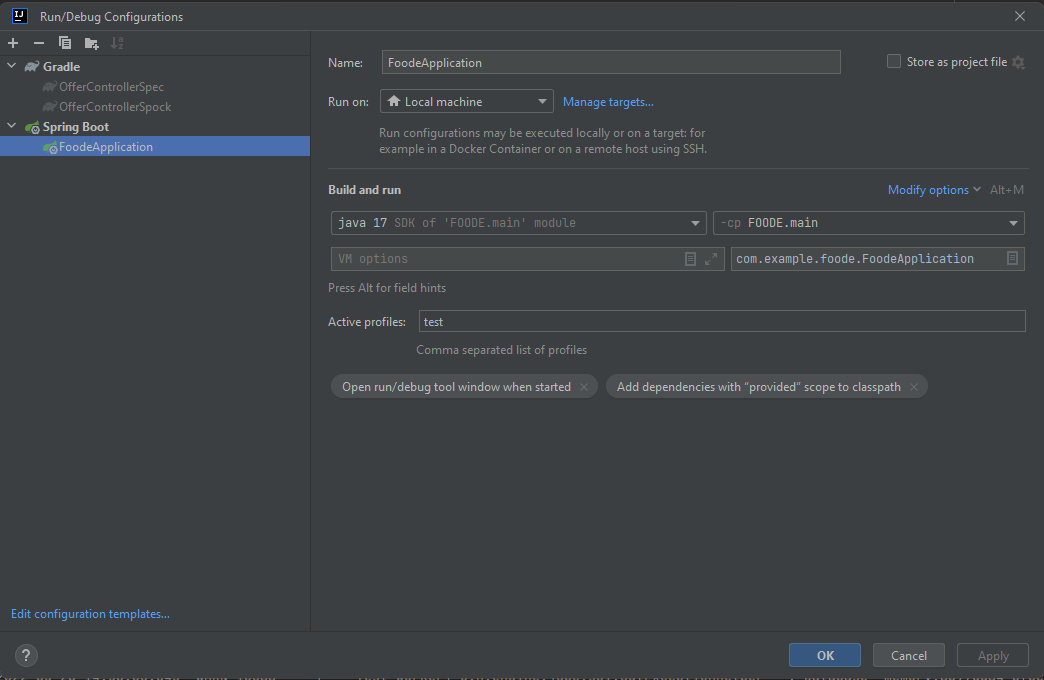 Run/Debug Configurations
Gradle
OfferControllerSpec
OfferControllerSpock
Spring Boot
FoodeApplication
Edit configuration templates...
Name: FoodeApplication
Store as project file
Run on: Local machine
Manage targets...
Run configurations may be executed locally or on a target: for
example in a Docker Container or on a remote host using SSH.
Build and run
Modify options Alt+M
java 17 SDK of 'FOODE.main' module
-cp FOODE.main
VM options
com.example.foode.FoodeApplication
Press Alt for field hints
Active profiles: test
Comma separated list of profiles
Open run/debug tool window when started ×
Add dependencies with "provided" scope to classpath ×
?
OK
Cancel
Apply